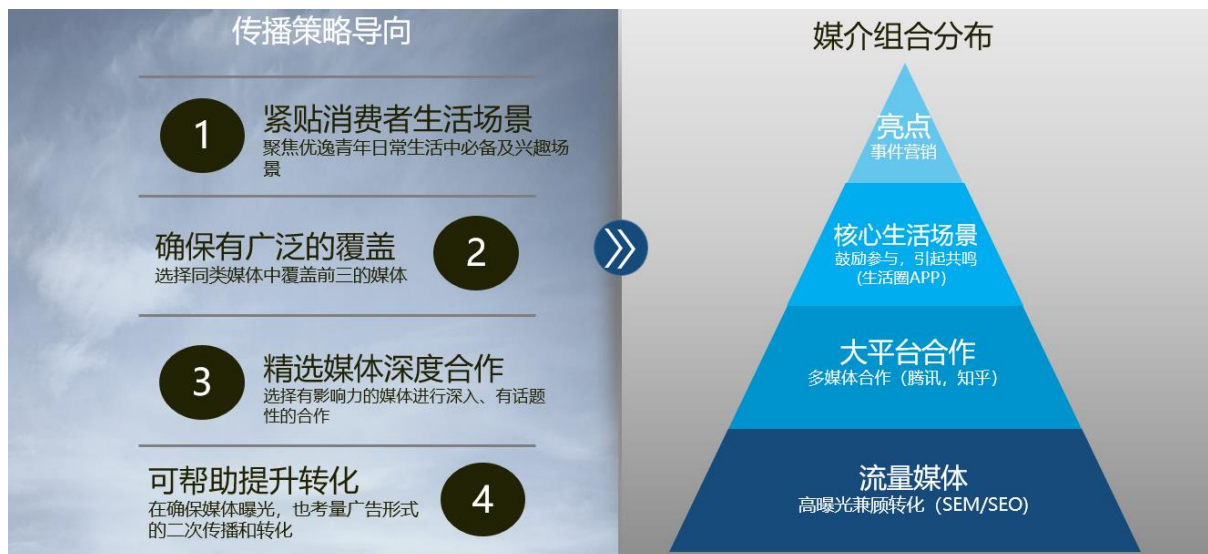 传播策略导向
1
紧贴消费者生活场景
聚焦优逸青年日常生活中必备及兴趣场
景
确保有广泛的覆盖
选择同类媒体中覆盖前三的媒体
2
3
精选媒体深度合作
选择有影响力的媒体进行深入、有话题
性的合作
可帮助提升转化
在确保媒体曝光，也考量广告形式
的二次传播和转化
4
媒介组合分布
亮点
事件营销
核心生活场景
鼓励参与，引起共鸣
(生活圈APP)
大平台合作
多媒体合作（腾讯，知乎）
流量媒体
高曝光兼顾转化（SEM/SEO）